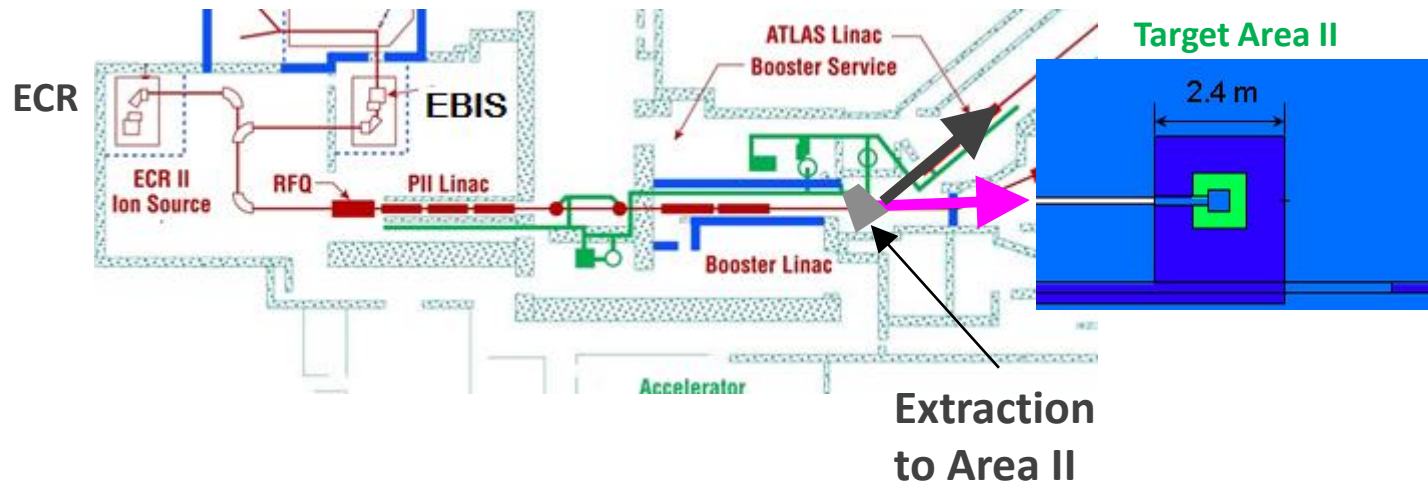 ECR
EBIS
ECR II
Ion Source
RFQ
PII Linac
Booster Linac
ATLAS Linac
Booster Service
Target Area II
2.4 m
Accelerator
Extraction
to Area II